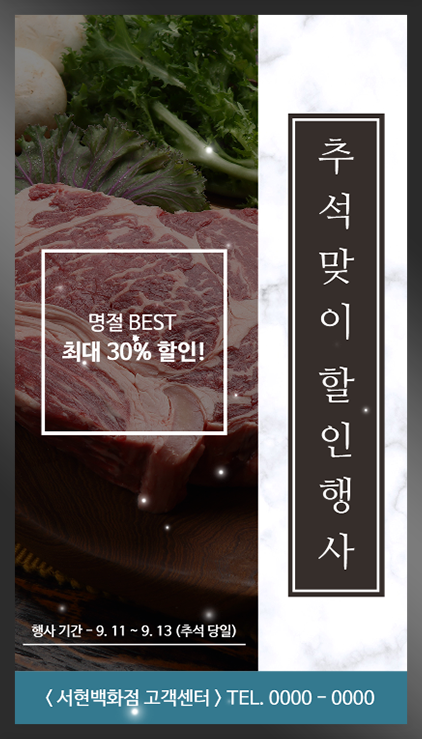 추석맞이할인행사
명절 BEST
최대 30% 할인!
행사 기간 - 9. 11 ~ 9. 13 (추석 당일)
< 서현백화점 고객센터 > TEL. 0000 - 0000